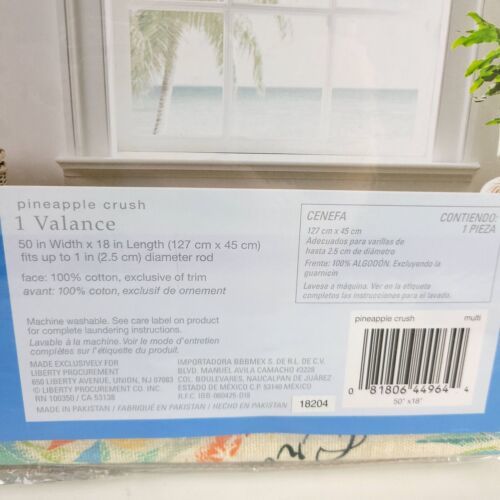 pineapple crush
1 Valance
50 in Width x 18 in Length (127 cm x 45 cm)
fits up to 1 in (2.5 cm) diameter rod
face: 100% cotton, exclusive of trim
avant: 100% coton, exclusif de ornement
Machine washable. See care label on product
for complete laundering instructions.
Lavable à la machine. Voir le mode d'entretien
complètes sur l'étiquette du produit.
MADE EXCLUSIVELY FOR
LIBERTY PROCUREMENT
650 LIBERTY AVENUE, UNION, NJ 07083
© LIBERTY PROCUREMENT CO. INC.
RN 100350 / CA 53138
MADE IN PAKISTAN / FABRIQUÉ EN PAKISTAN / HECHO EN PAKISTAN
CENEFA
CONTIENDO:
1 PIEZA
127 cm x 45 cm
Adecuados para varillas de
hasta 2.5 cm de diámetro
Frente: 100% ALGODÓN. Excluyendo la
guarnición
Lavese a máquina. Ver en la etiqueta
completos las instrucciones para el lavado.
IMPORTADORA BBBMEX S. DE R.L. DE C.V.
BLVD. MANUEL AVILA CAMACHO #3228
COL. BOULEVARES, NAUCALPAN DE JUÁREZ
ESTADO DE MÉXICO C.P. 53140 MÉXICO
R.F.C. IBB-080425-D18
18204
pineapple crush multi
0 81806 44964 4
50" x18"